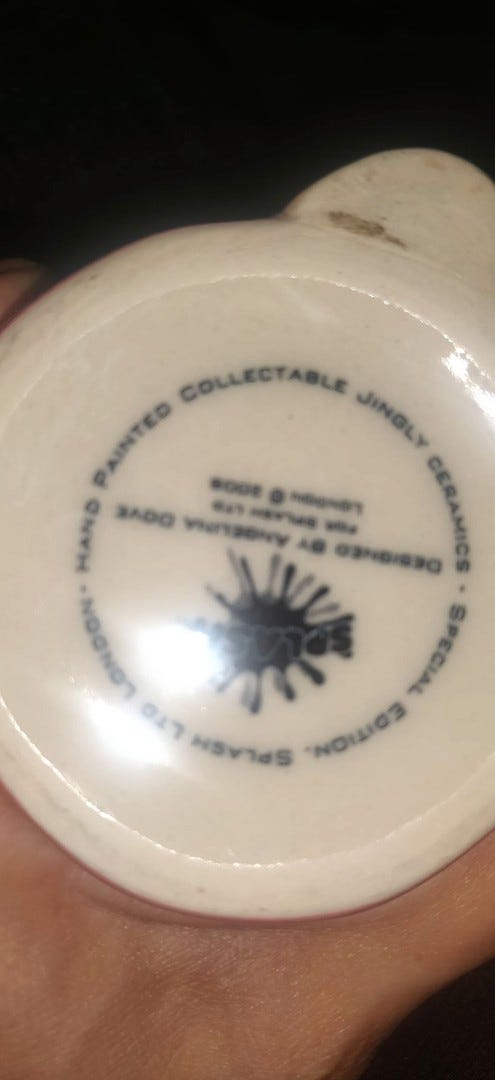 HAND PAINTED COLLECTABLE JINGLY CERAMICS · SPECIAL EDITION. SPLASH LTD LONDON ·
SPLASH
DESIGNED BY ANGELINA DOVE
FOR SPLASH LTD
LONDON © 2008